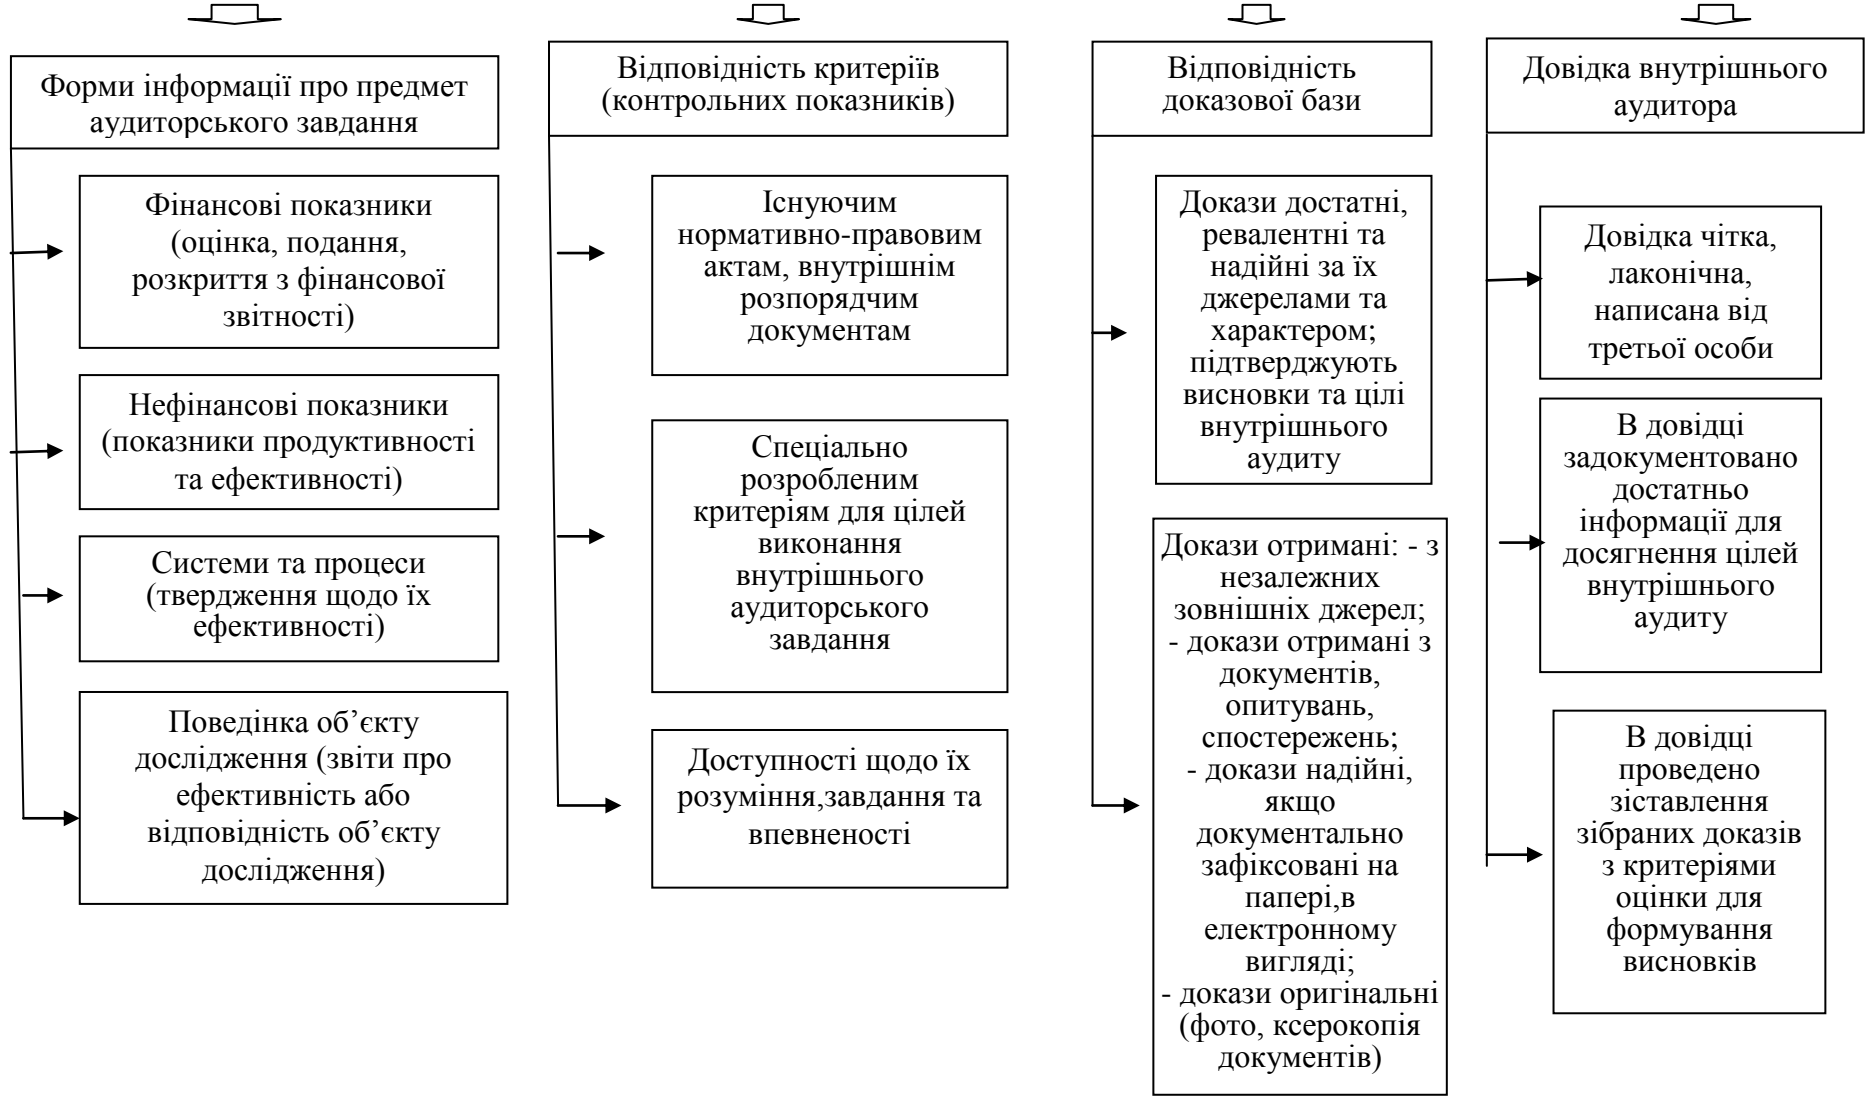 Форми інформації про предмет
аудиторського завдання
Фінансові показники
(оцінка, подання,
розкриття з фінансової
звітності)
Нефінансові показники
(показники продуктивності
та ефективності)
Системи та процеси
(твердження щодо їх
ефективності)
Поведінка об’єкту
дослідження (звіти про
ефективність або
відповідність об’єкту
дослідження)
Відповідність критеріїв
(контрольних показників)
Існуючим
нормативно-правовим
актам, внутрішнім
розпорядчим
документам
Спеціально
розробленим
критеріям для цілей
виконання
внутрішнього
аудиторського
завдання
Доступності щодо їх
розуміння,завдання та
впевненості
Відповідність
доказової бази
Докази достатні,
ревалентні та
надійні за їх
джерелами та
характером;
підтверджують
висновки та цілі
внутрішнього
аудиту
Докази отримані: - з
незалежних
зовнішніх джерел;
- докази отримані з
документів,
опитувань,
спостережень;
- докази надійні,
якщо
документально
зафіксовані на
папері,в
електронному
вигляді;
- докази оригінальні
(фото, ксерокопія
документів)
Довідка внутрішнього
аудитора
Довідка чітка,
лаконічна,
написана від
третьої особи
В довідці
задокументовано
достатньо
інформації для
досягнення цілей
внутрішнього
аудиту
В довідці
проведено
зіставлення
зібраних доказів
з критеріями
оцінки для
формування
висновків